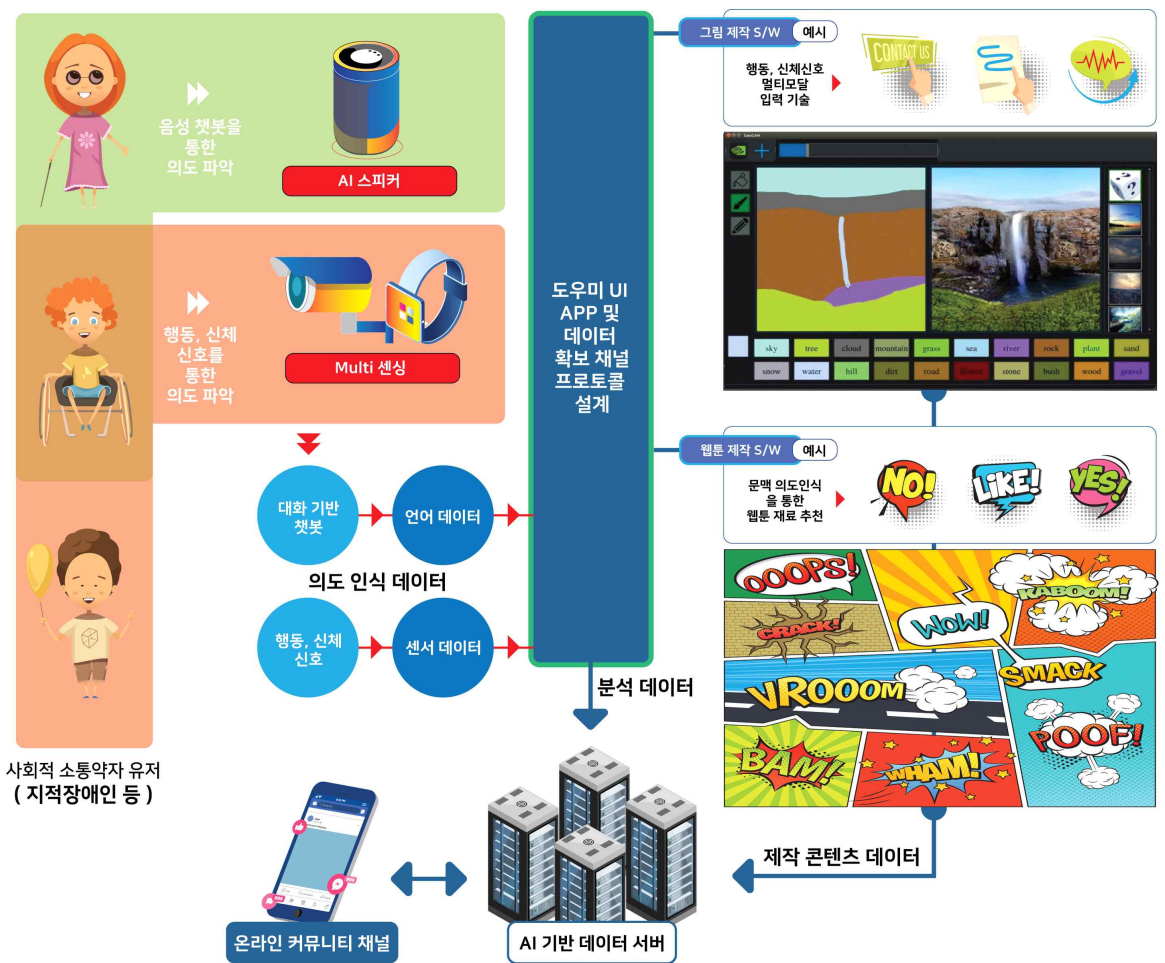 음성 챗봇을
통한
의도 파악
AI 스피커
행동, 신체
신호를
통한
의도 파악
Multi 센싱
대화 기반
챗봇
언어 데이터
의도 인식 데이터
행동, 신체
신호
센서 데이터
사회적 소통약자 유저
( 지적장애인 등 )
도우미 UI
APP 및
데이터
확보 채널
프로토콜
설계
그림 제작 S/W 예시
행동, 신체신호
멀티모달
입력 기술
CONTACT US
sky tree cloud mountain grass sea river rock plant sand
snow water hill dirt road flower stone bush wood gravel
웹툰 제작 S/W 예시
문맥 의도인식
을 통한
웹툰 재료 추천
NO!
LiKE!
YES!
OOOPS!
CRACK!
WOW!
KABOOM!
VROOOM
SMACK
POOF!
BAM!
WHAM!
분석 데이터
제작 콘텐츠 데이터
온라인 커뮤니티 채널
AI 기반 데이터 서버